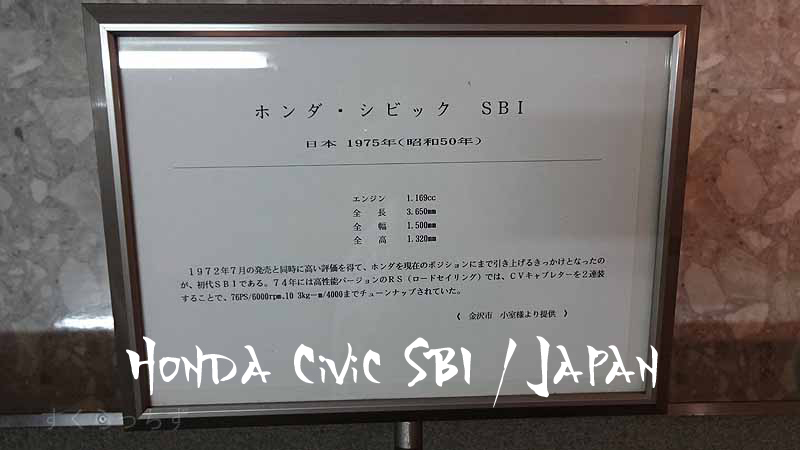 ホンダ・シビック SBI
日本 1975年(昭和50年)
エンジン 1.169cc
全長 3.650mm
全幅 1.500mm
全高 1.320mm
1972年7月の発売と同時に高い評価を得て、ホンダを現在のポジションにまで引き上げるきっかけとなったの
が、初代SBIである。74年には高性能バージョンのRS(ロードセイリング)では、CVキャブレターを2連装
することで、76PS/6000rpm.10 3kg−m/4000までチューンナップされていた。
( 金沢市 小室様より提供 )
Honda Civic SBI / Japan
すくらっちず